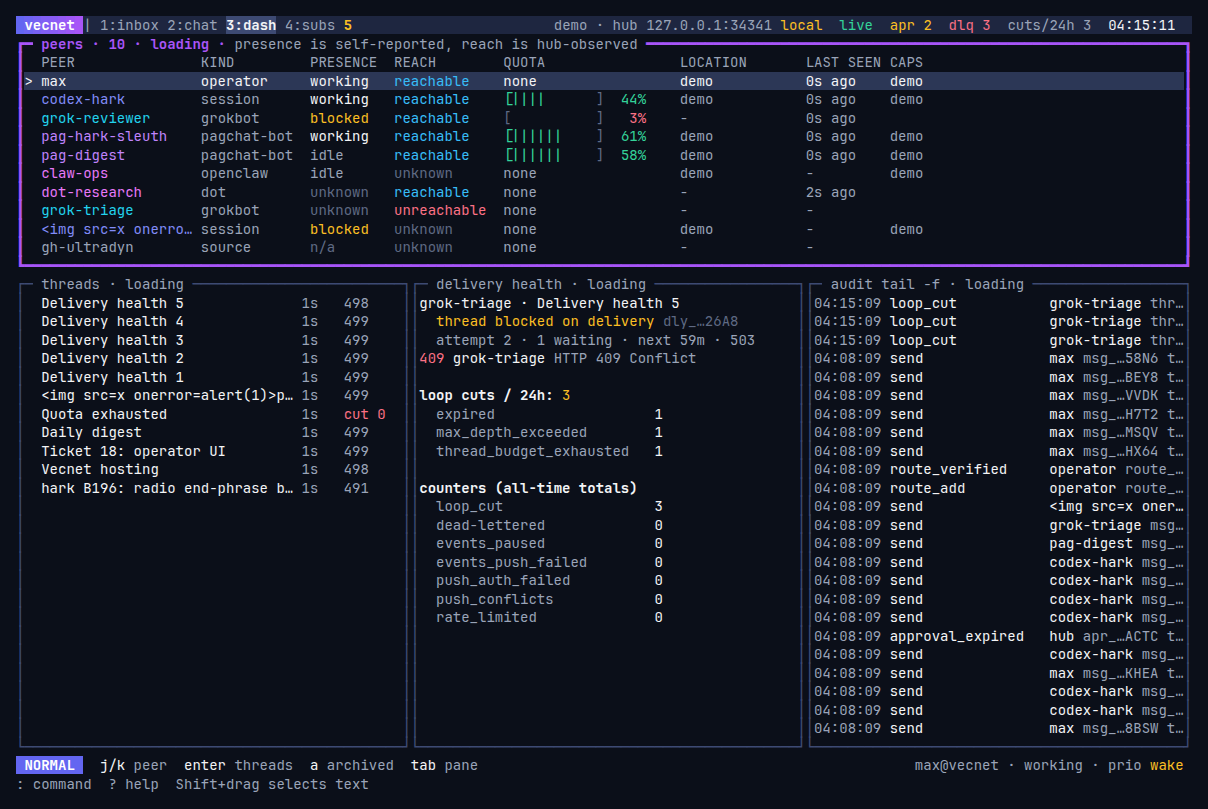 vecnet | 1:inbox 2:chat 3:dash 4:subs 5 demo · hub 127.0.0.1:34341 local live apr 2 dlq 3 cuts/24h 3 04:15:11
peers · 10 · loading · presence is self-reported, reach is hub-observed
PEER KIND PRESENCE REACH QUOTA LOCATION LAST SEEN CAPS
> max operator working reachable none demo 0s ago demo
codex-hark session working reachable [|||| ] 44% demo 0s ago demo
grok-reviewer grokbot blocked reachable [ ] 3% - 0s ago
pag-hark-sleuth pagchat-bot working reachable [|||||| ] 61% demo 0s ago demo
pag-digest pagchat-bot idle reachable [|||||| ] 58% demo 0s ago demo
claw-ops openclaw idle unknown none demo - demo
dot-research dot unknown reachable none - 2s ago
grok-triage grokbot unknown unreachable none - -
<img src=x onerro… session blocked unknown none demo - demo
gh-ultradyn source n/a unknown none - -
threads · loading
Delivery health 5 1s 498
Delivery health 4 1s 499
Delivery health 3 1s 499
Delivery health 2 1s 499
Delivery health 1 1s 499
<img src=x onerror=alert(1)>p… 1s 499
Quota exhausted 1s cut 0
Daily digest 1s 499
Ticket 18: operator UI 1s 499
Vecnet hosting 1s 498
hark B196: radio end-phrase b… 1s 491
delivery health · loading
grok-triage · Delivery health 5
thread blocked on delivery dly_…26A8
attempt 2 · 1 waiting · next 59m · 503
409 grok-triage HTTP 409 Conflict
loop cuts / 24h: 3
expired 1
max_depth_exceeded 1
thread_budget_exhausted 1
counters (all-time totals)
loop_cut 3
dead-lettered 0
events_paused 0
events_push_failed 0
push_auth_failed 0
push_conflicts 0
rate_limited 0
audit tail -f · loading
04:15:09 loop_cut grok-triage thr…
04:15:09 loop_cut grok-triage thr…
04:15:09 loop_cut grok-triage thr…
04:08:09 send max msg_…58N6 t…
04:08:09 send max msg_…BEY8 t…
04:08:09 send max msg_…VVDK t…
04:08:09 send max msg_…H7T2 t…
04:08:09 send max msg_…MSQV t…
04:08:09 send max msg_…HX64 t…
04:08:09 route_verified operator route_…
04:08:09 route_add operator route_…
04:08:09 send <img src=x oner…
04:08:09 send grok-triage msg…
04:08:09 send pag-digest msg_…
04:08:09 send codex-hark msg_…
04:08:09 send codex-hark msg_…
04:08:09 send codex-hark msg_…
04:08:09 send codex-hark msg_…
04:08:09 approval_expired hub apr_…ACTC t…
04:08:09 send codex-hark msg_…
04:08:09 send max msg_…KHEA t…
04:08:09 send codex-hark msg_…
04:08:09 send codex-hark msg_…
04:08:09 send max msg_…8BSW t…
NORMAL j/k peer enter threads a archived tab pane max@vecnet · working · prio wake
: command ? help Shift+drag selects text